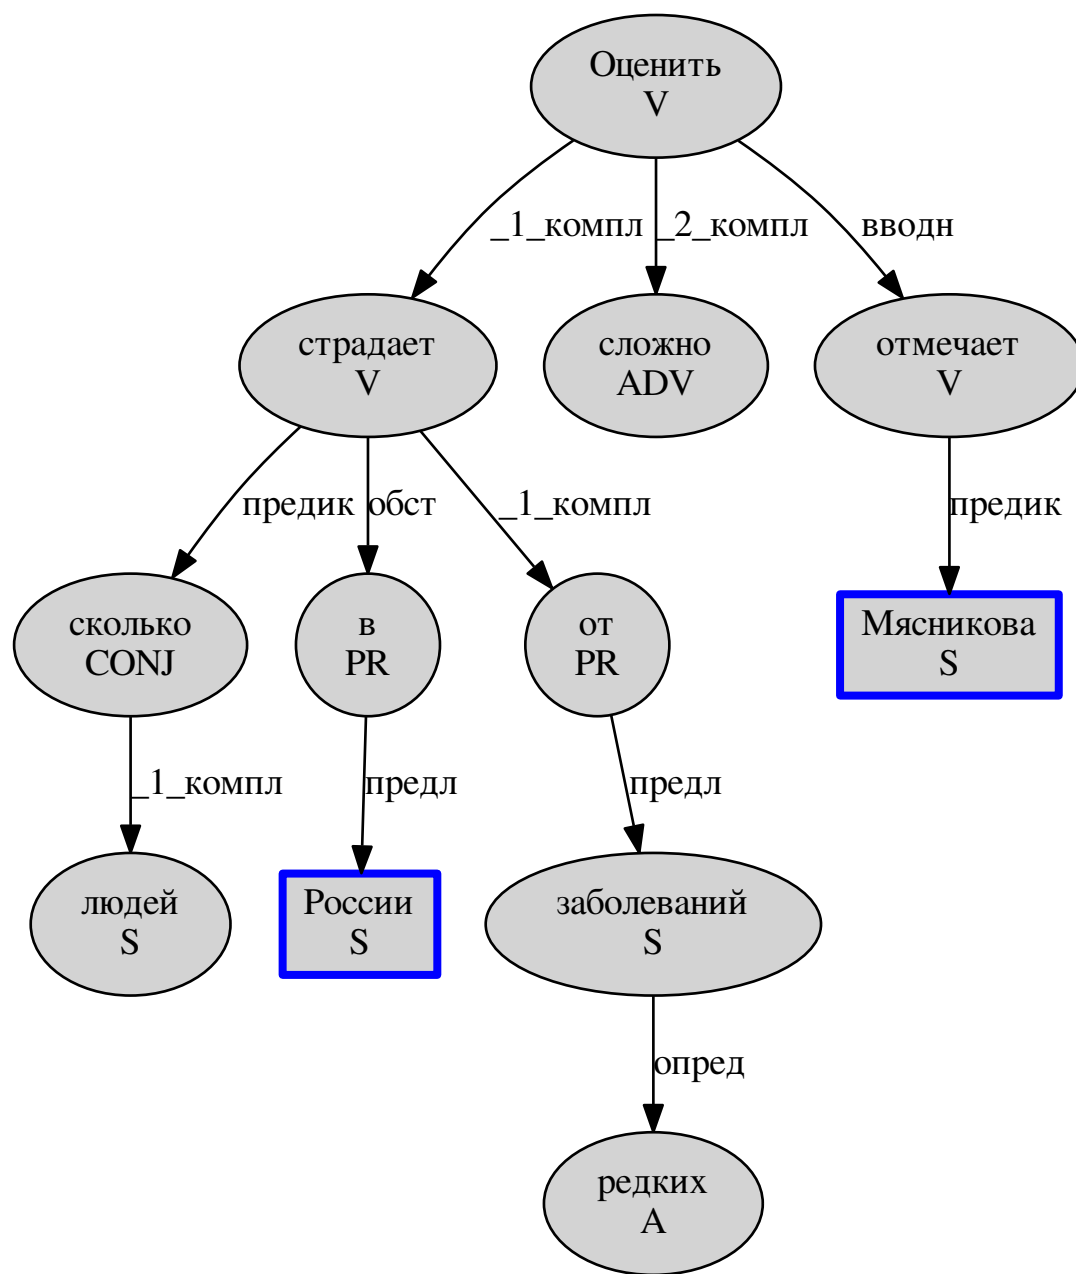 Оценить
V
_1_компл
_2_компл
вводн
страдает
V
сложно
ADV
отмечает
V
предик
обст
_1_компл
предик
сколько
CONJ
в
PR
от
PR
Мясникова
S
_1_компл
предл
предл
людей
S
России
S
заболеваний
S
опред
редких
A